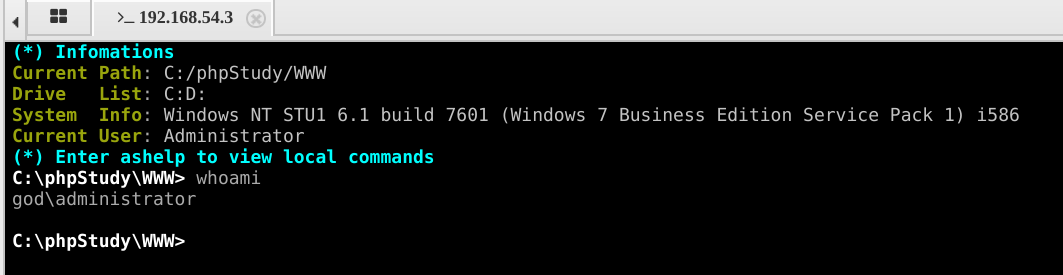 >_ 192.168.54.3
(*) Infomations
Current Path: C:/phpStudy/WWW
Drive   List: C:D:
System  Info: Windows NT STU1 6.1 build 7601 (Windows 7 Business Edition Service Pack 1) i586
Current User: Administrator
(*) Enter ashelp to view local commands
C:\phpStudy\WWW> whoami
god\administrator
C:\phpStudy\WWW>